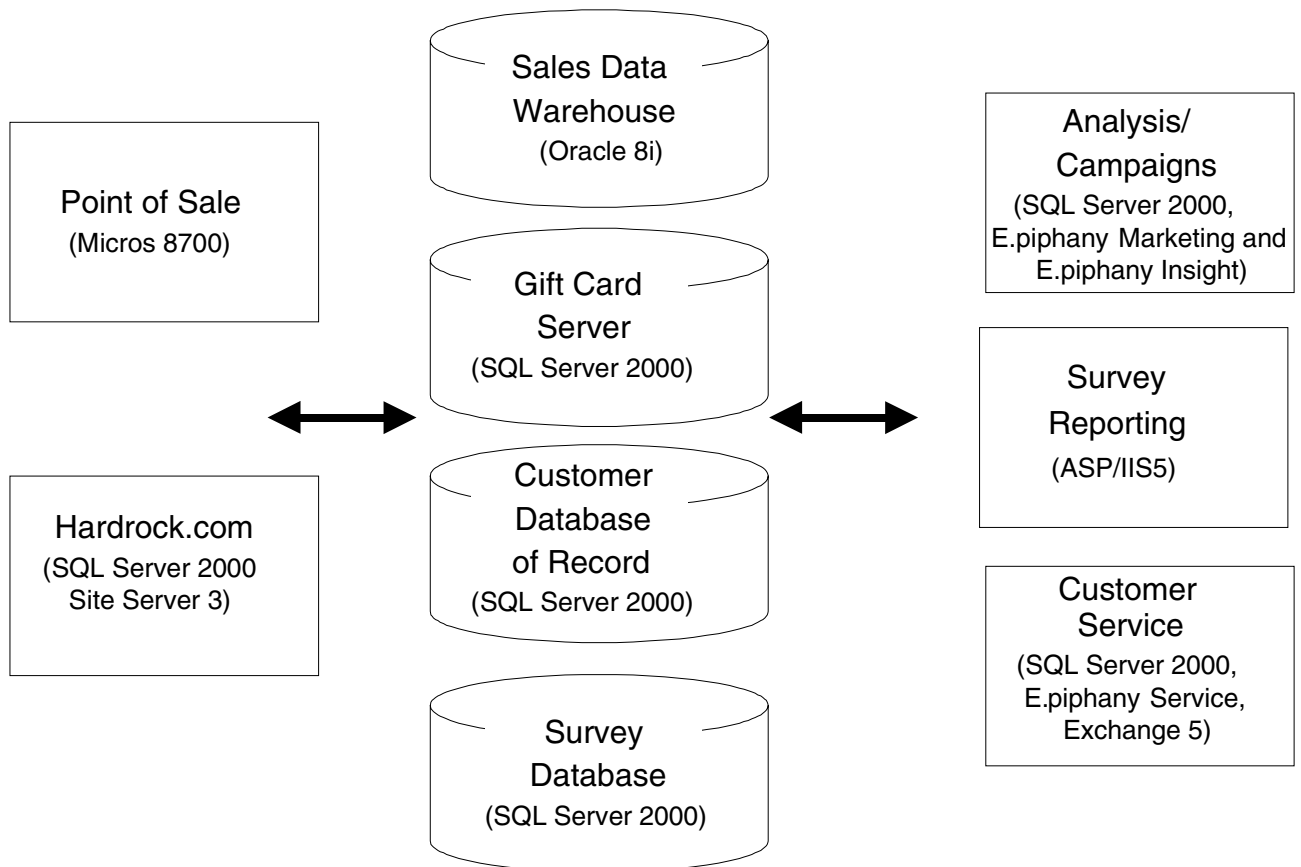 Point of Sale
(Micros 8700)
Hardrock.com
(SQL Server 2000
Site Server 3)
Sales Data
Warehouse
(Oracle 8i)
Gift Card
Server
(SQL Server 2000)
Customer
Database
of Record
(SQL Server 2000)
Survey
Database
(SQL Server 2000)
Analysis/
Campaigns
(SQL Server 2000,
E.piphany Marketing and
E.piphany Insight)
Survey
Reporting
(ASP/IIS5)
Customer
Service
(SQL Server 2000,
E.piphany Service,
Exchange 5)